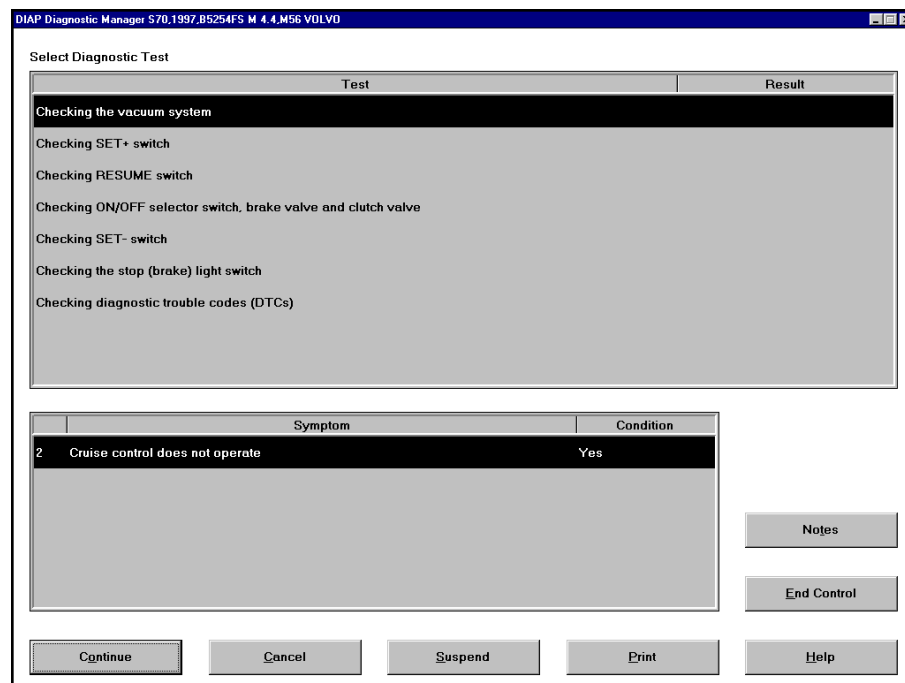 DIAP Diagnostic Manager S70,1997,B5254FS M 4.4,M56 VOLVO
Select Diagnostic Test
Test Result
Checking the vacuum system
Checking SET+ switch
Checking RESUME switch
Checking ON/OFF selector switch, brake valve and clutch valve
Checking SET- switch
Checking the stop (brake) light switch
Checking diagnostic trouble codes (DTCs)
Symptom Condition
2 Cruise control does not operate Yes
Notes
End Control
Continue Cancel Suspend Print Help